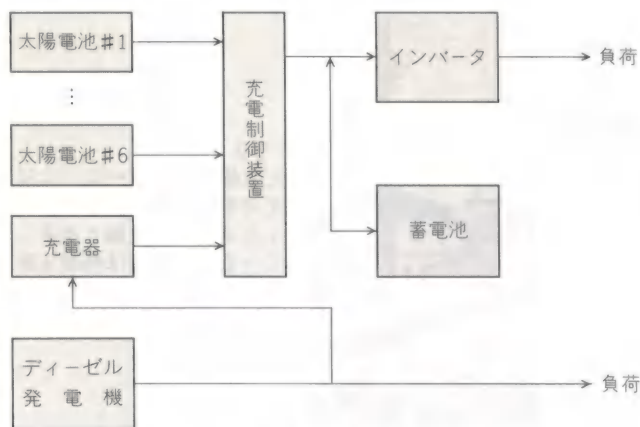 太陽電池#1
⋮
太陽電池#6
充電器
ディーゼル
発電機
充電制御装置
インバータ
負荷
蓄電池
負荷